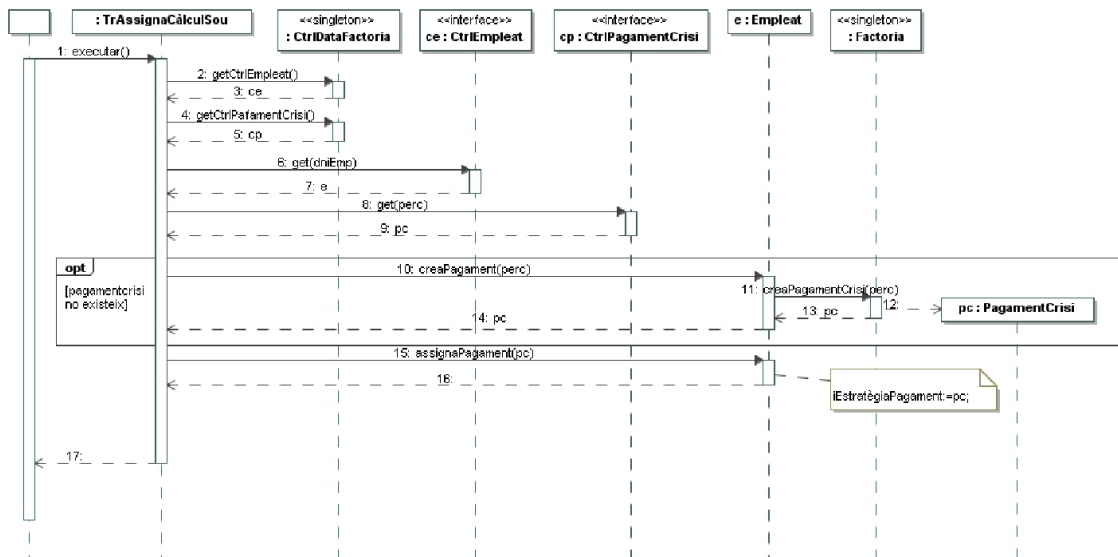 : TrAssignaCàlculSou
<<singleton>>
: CtrlDataFactoria
<<interface>>
ce : CtrlEmpleat
<<interface>>
cp : CtrlPagamentCrisi
e : Empleat
<<singleton>>
: Factoria
1: executar()
2: getCtrlEmpleat()
3: ce
4: getCtrlPafamentCrisi()
5: cp
6: get(dniEmp)
7: e
8: get(perc)
9: pc
opt
[pagamentcrisi
no existeix]
10: creaPagament(perc)
11: creaPagamentCrisi(perc)
12:
13: pc
pc : PagamentCrisi
14: pc
15: assignaPagament(pc)
16:
iEstratègiaPagament:=pc;
17: